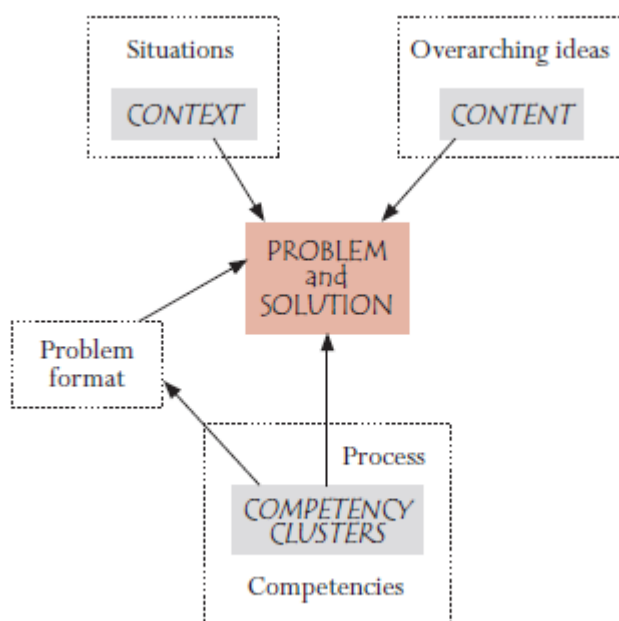 Situations
CONTEXT
Overarching ideas
CONTENT
PROBLEM
and
SOLUTION
Problem
format
Process
COMPETENCY
CLUSTERS
Competencies